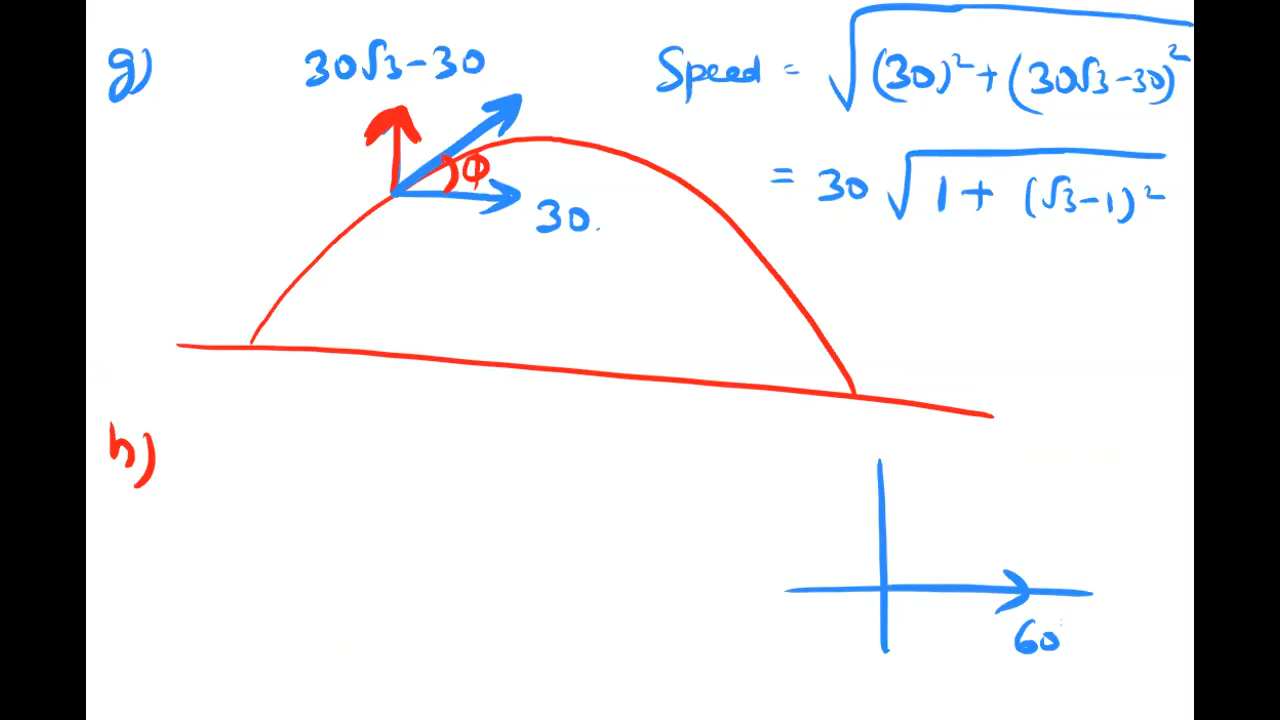 g)
30√3-30
Speed = √((30)² + (30√3-30)²)
= 30 √(1 + (√3-1)²)
φ
30.
h)
60